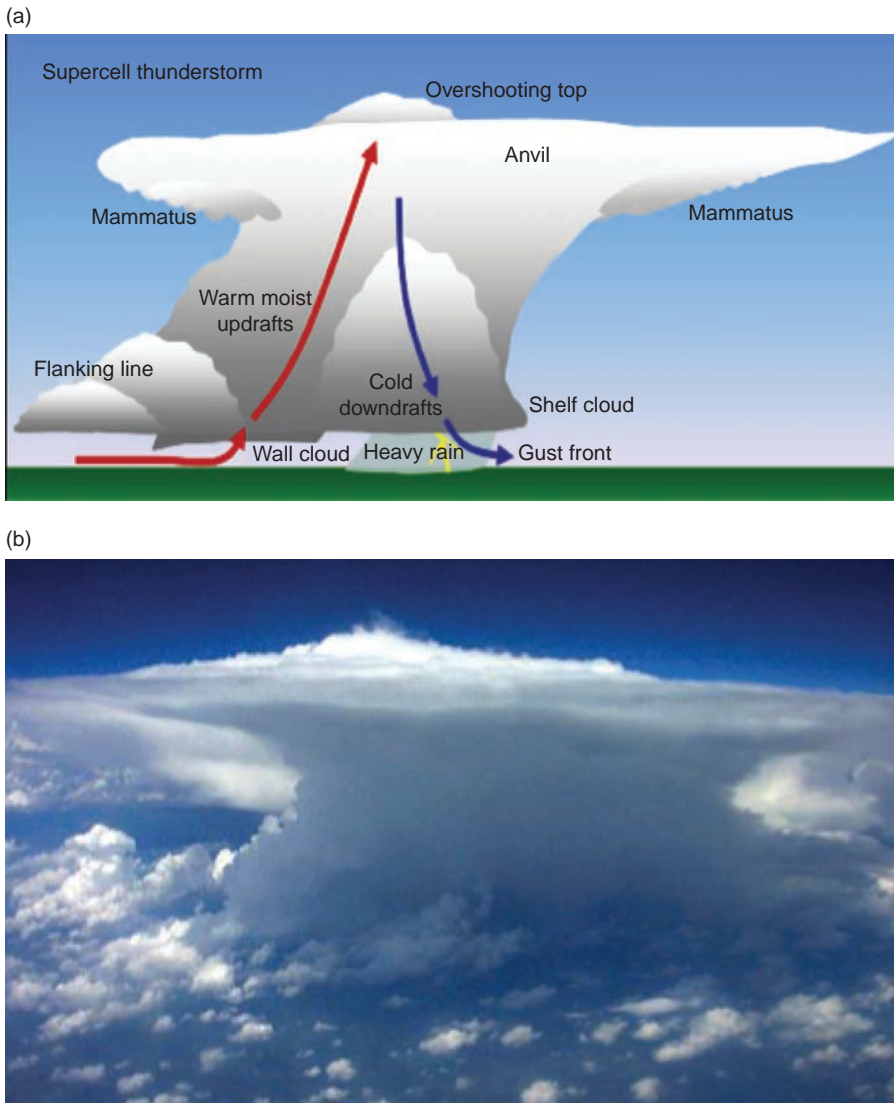 (a)
Supercell thunderstorm
Overshooting top
Anvil
Mammatus
Mammatus
Warm moist
updrafts
Flanking line
Cold
downdrafts
Shelf cloud
Wall cloud
Heavy rain
Gust front
(b)